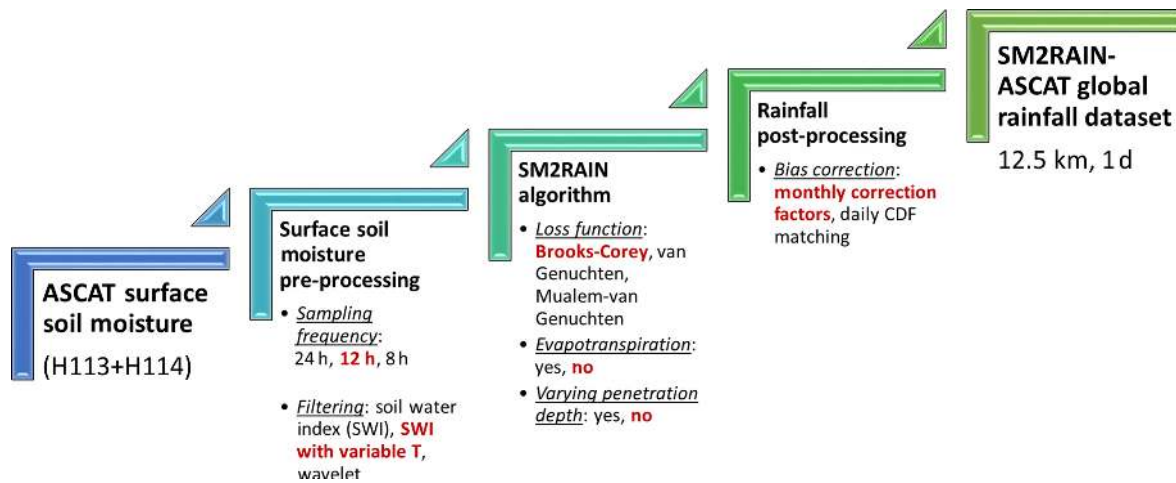 ASCAT surface
soil moisture
(H113+H114)
Surface soil
moisture
pre-processing
• Sampling
frequency:
24 h, 12 h, 8 h
• Filtering: soil water
index (SWI), SWI
with variable T,
wavelet
SM2RAIN
algorithm
• Loss function:
Brooks-Corey, van
Genuchten,
Mualem-van
Genuchten
• Evapotranspiration:
yes, no
• Varying penetration
depth: yes, no
Rainfall
post-processing
• Bias correction:
monthly correction
factors, daily CDF
matching
SM2RAIN-
ASCAT global
rainfall dataset
12.5 km, 1 d